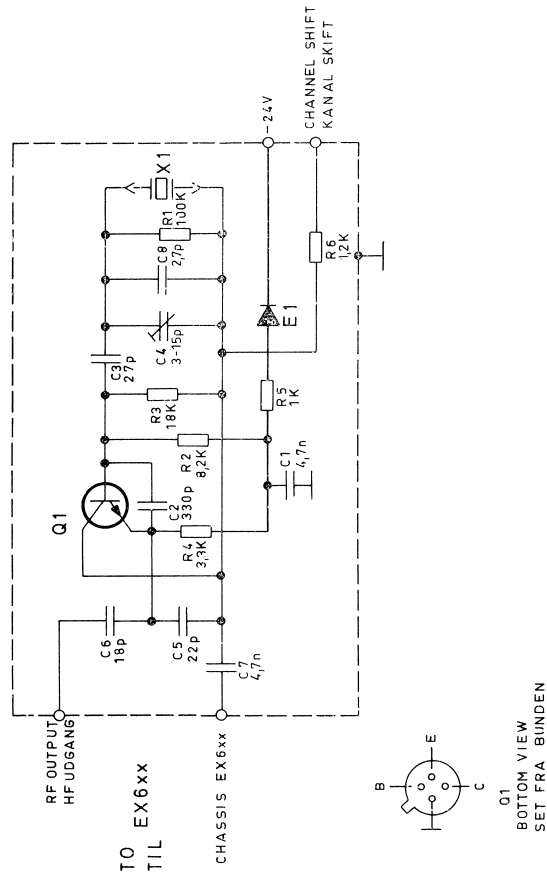 RF OUTPUT
HF UDGANG
TO EX6xx
TIL
CHASSIS EX6xx
C6
18p
C5
22p
C7
4,7n
Q1
C2
330p
R4
3,3K
R2
8,2K
R3
18K
C3
27p
C4
3-15p
C8
2,7p
R1
100K
X1
C1
4,7n
R5
1K
E1
R6
1,2K
-24V
CHANNEL SHIFT
KANAL SKIFT
B
E
C
Q1
BOTTOM VIEW
SET FRA BUNDEN